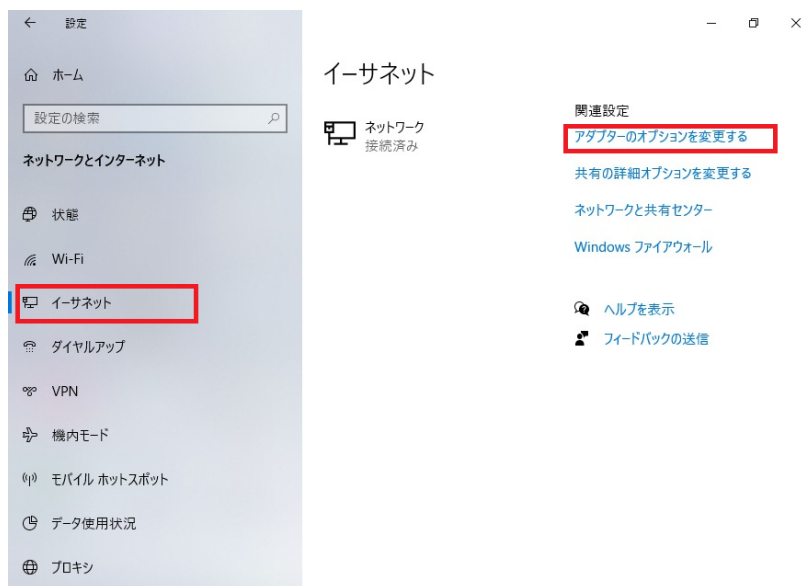 設定
ホーム
設定の検索
ネットワークとインターネット
状態
Wi-Fi
イーサネット
ダイヤルアップ
VPN
機内モード
モバイル ホットスポット
データ使用状況
プロキシ
イーサネット
ネットワーク
接続済み
関連設定
アダプターのオプションを変更する
共有の詳細オプションを変更する
ネットワークと共有センター
Windows ファイアウォール
ヘルプを表示
フィードバックの送信